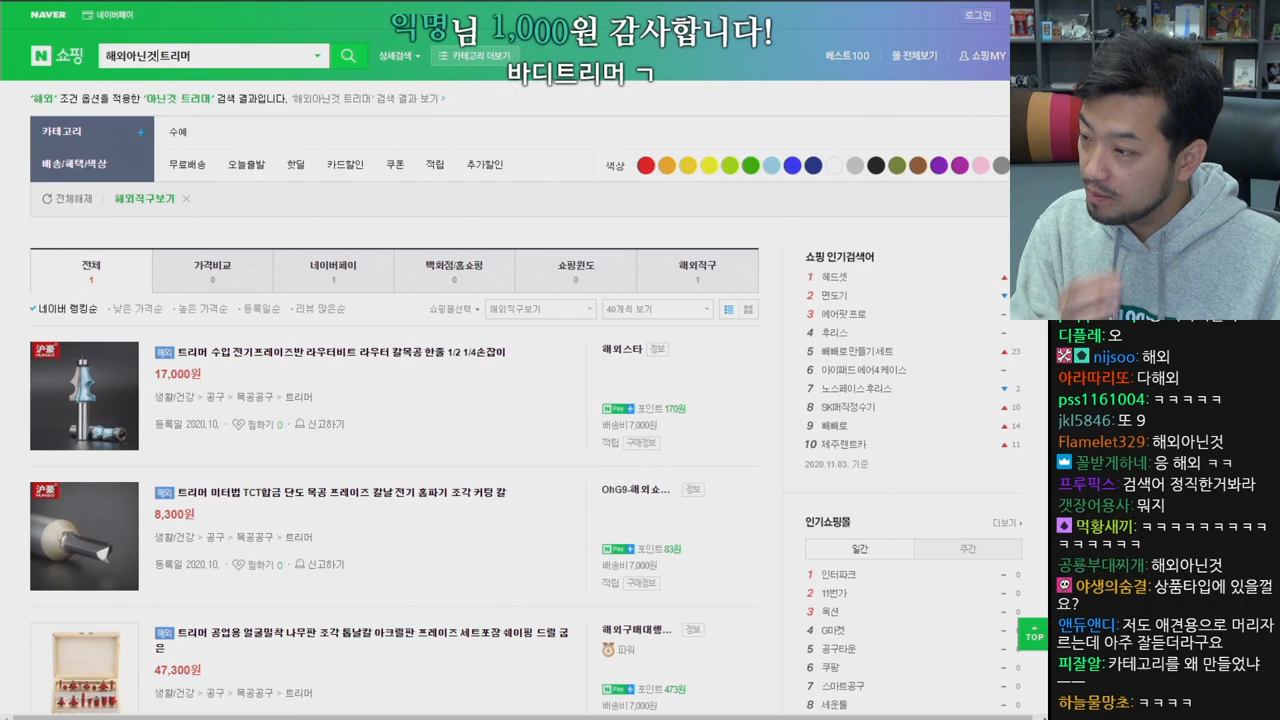 NAVER 네이버페이
로그인
익명님 1,000원 감사합니다!
바디트리머 ㄱ
N 쇼핑
해외아닌것|트리머
상세검색
카테고리 더보기
베스트100
몰 전체보기
쇼핑MY
'해외' 조건 옵션을 적용한 '아닌것 트리머' 검색 결과입니다. '해외아닌것 트리머' 검색 결과 보기 >
카테고리 +
수예
배송/혜택/색상
무료배송 오늘출발 핫딜 카드할인 쿠폰 적립 추가할인
색상
전체해제
해외직구보기 ×
전체 1
가격비교 0
네이버페이 1
백화점/홈쇼핑 0
쇼핑윈도 0
해외직구 1
네이버 랭킹순 · 낮은 가격순 · 높은 가격순 · 등록일순 · 리뷰 많은순
쇼핑몰선택
해외직구보기
40개씩 보기
해외 트리머 수입 전기프레이즈반 라우터비트 라우터 칼목공 한줄 1/2 1/4손잡이
17,000원
생활/건강 > 공구 > 목공공구 > 트리머
등록일 2020.10. · 찜하기 0 · 신고하기
해외스타 정보
N Pay + 포인트 170원
배송비 7,000원
적립 구매정보
해외 트리머 미터법 TCT합금 단도 목공 프레이즈 칼날 전기 홈파기 조각 커팅 칼
8,300원
생활/건강 > 공구 > 목공공구 > 트리머
등록일 2020.10. · 찜하기 0 · 신고하기
OhG9-해외쇼... 정보
N Pay + 포인트 83원
배송비 7,000원
적립 구매정보
해외 트리머 공업용 얼굴밀착 나무판 조각 톱날칼 아크릴판 프레이즈 세트포장 쉐이핑 드릴 굽
은
47,300원
생활/건강 > 공구 > 목공공구 > 트리머
해외구매대행... 정보
파워
N Pay + 포인트 473원
배송비 7,000원
쇼핑 인기검색어
1 헤드셋
2 면도기
3 에어팟 프로
4 후리스
5 빼빼로만들기세트 23
6 아이패드 에어4 케이스
7 노스페이스 후리스 2
8 SK매직정수기 10
9 빼빼로 14
10 제주렌트카 11
2020.11.03. 기준
인기쇼핑몰
더보기
일간 주간
1 인터파크 0
2 11번가 0
3 옥션 0
4 G마켓 0
5 공구타운 0
6 쿠팡 0
7 스마트공구 0
8 세운툴 0
TOP
디플레: 오
nijsoo: 해외
아라따리또: 다해외
pss1161004: ㅋㅋㅋㅋㅋ
jkl5846: 또 9
Flamelet329: 해외아닌것
꼴받게하네: 응 해외 ㅋㅋ
프루픽스: 검색어 정직한거봐라
갯장어용사: 뭐지
먹황새끼: ㅋㅋㅋㅋㅋㅋㅋㅋㅋㅋ
ㅋㅋㅋㅋㅋㅋ
공룡부대찌개: 해외아닌것
야생의숨결: 상품타입에 있을껄
요?
앤듀앤디: 저도 애견용으로 머리자
르는데 아주 잘듣더라구요
피잘알: 카테고리를 왜 만들었냐
ㅡㅡ
하늘물망초: ㅋㅋㅋㅋ